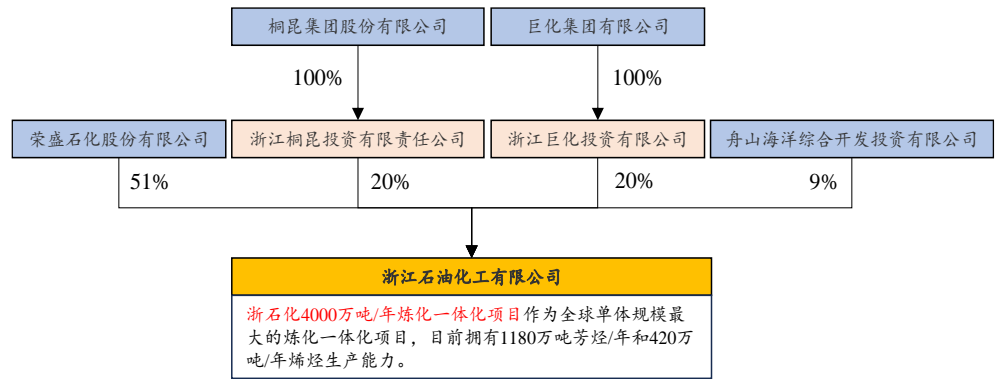 桐昆集团股份有限公司
巨化集团有限公司
100%
100%
荣盛石化股份有限公司
浙江桐昆投资有限责任公司
浙江巨化投资有限公司
舟山海洋综合开发投资有限公司
51%
20%
20%
9%
浙江石油化工有限公司
浙石化4000万吨/年炼化一体化项目作为全球单体规模最
大的炼化一体化项目，目前拥有1180万吨芳烃/年和420万
吨/年烯烃生产能力。